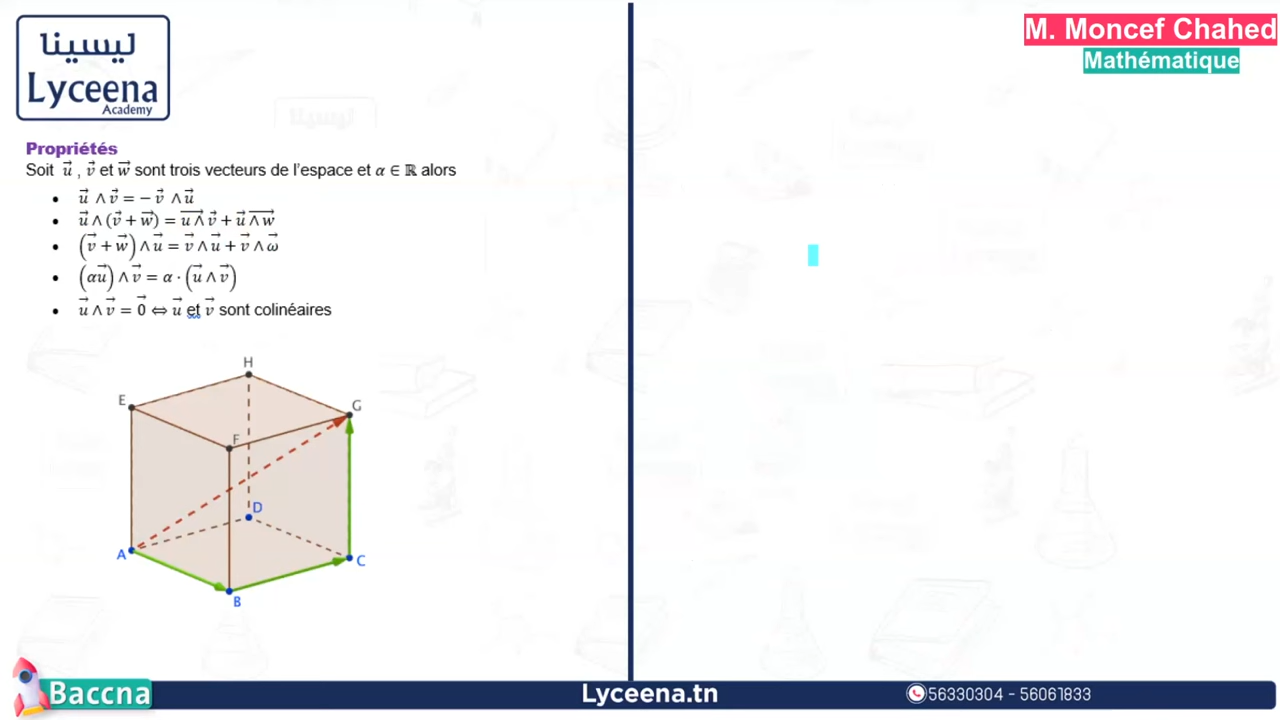 ليسينا
Lyceena
Academy
M. Moncef Chahed
Mathématique
Propriétés
Soit u⃗ , v⃗ et w⃗ sont trois vecteurs de l’espace et α ∈ ℝ alors
• u⃗ ∧ v⃗ = − v⃗ ∧ u⃗
• u⃗ ∧ (v⃗ + w⃗) = u∧⃗ v⃗ + u⃗ ∧w⃗
• (v⃗ + w⃗) ∧ u⃗ = v⃗ ∧ u⃗ + v⃗ ∧ ω⃗
• (αu⃗) ∧ v⃗ = α · (u⃗ ∧ v⃗)
• u⃗ ∧ v⃗ = 0⃗ ⇔ u⃗ et v⃗ sont colinéaires
H
E
G
F
D
A
C
B
Baccna
Lyceena.tn
56330304 - 56061833